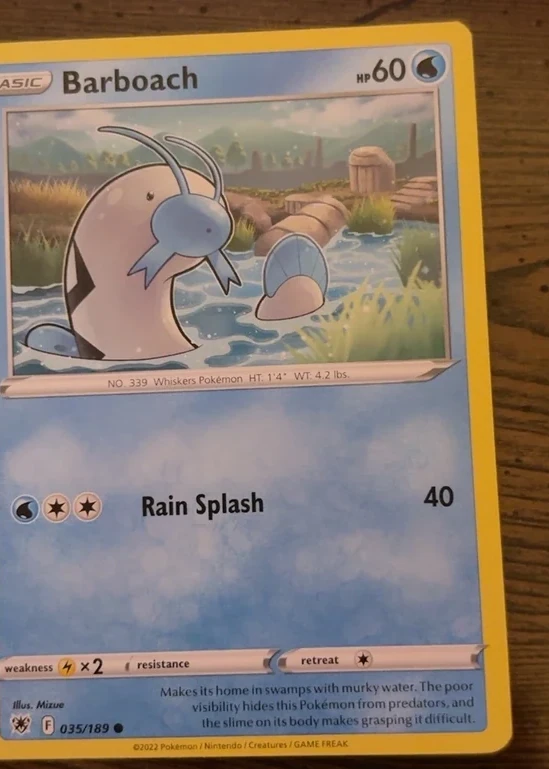 ASIC Barboach HP60
NO. 339 Whiskers Pokémon HT: 1'4" WT: 4.2 lbs.
Rain Splash 40
weakness ×2 resistance retreat
Makes its home in swamps with murky water. The poor
visibility hides this Pokémon from predators, and
the slime on its body makes grasping it difficult.
Illus. Mizue
F 035/189
©2022 Pokémon / Nintendo / Creatures / GAME FREAK